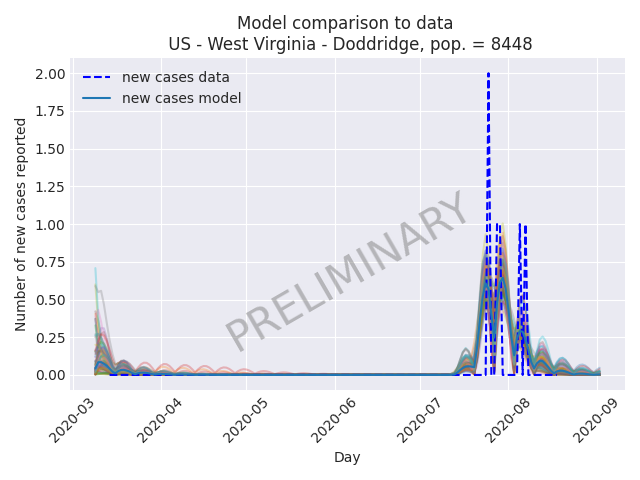 Model comparison to data
US - West Virginia - Doddridge, pop. = 8448
new cases data
new cases model
2.00
1.75
1.50
1.25
1.00
0.75
0.50
0.25
0.00
Number of new cases reported
PRELIMINARY
2020-03
2020-04
2020-05
2020-06
2020-07
2020-08
2020-09
Day